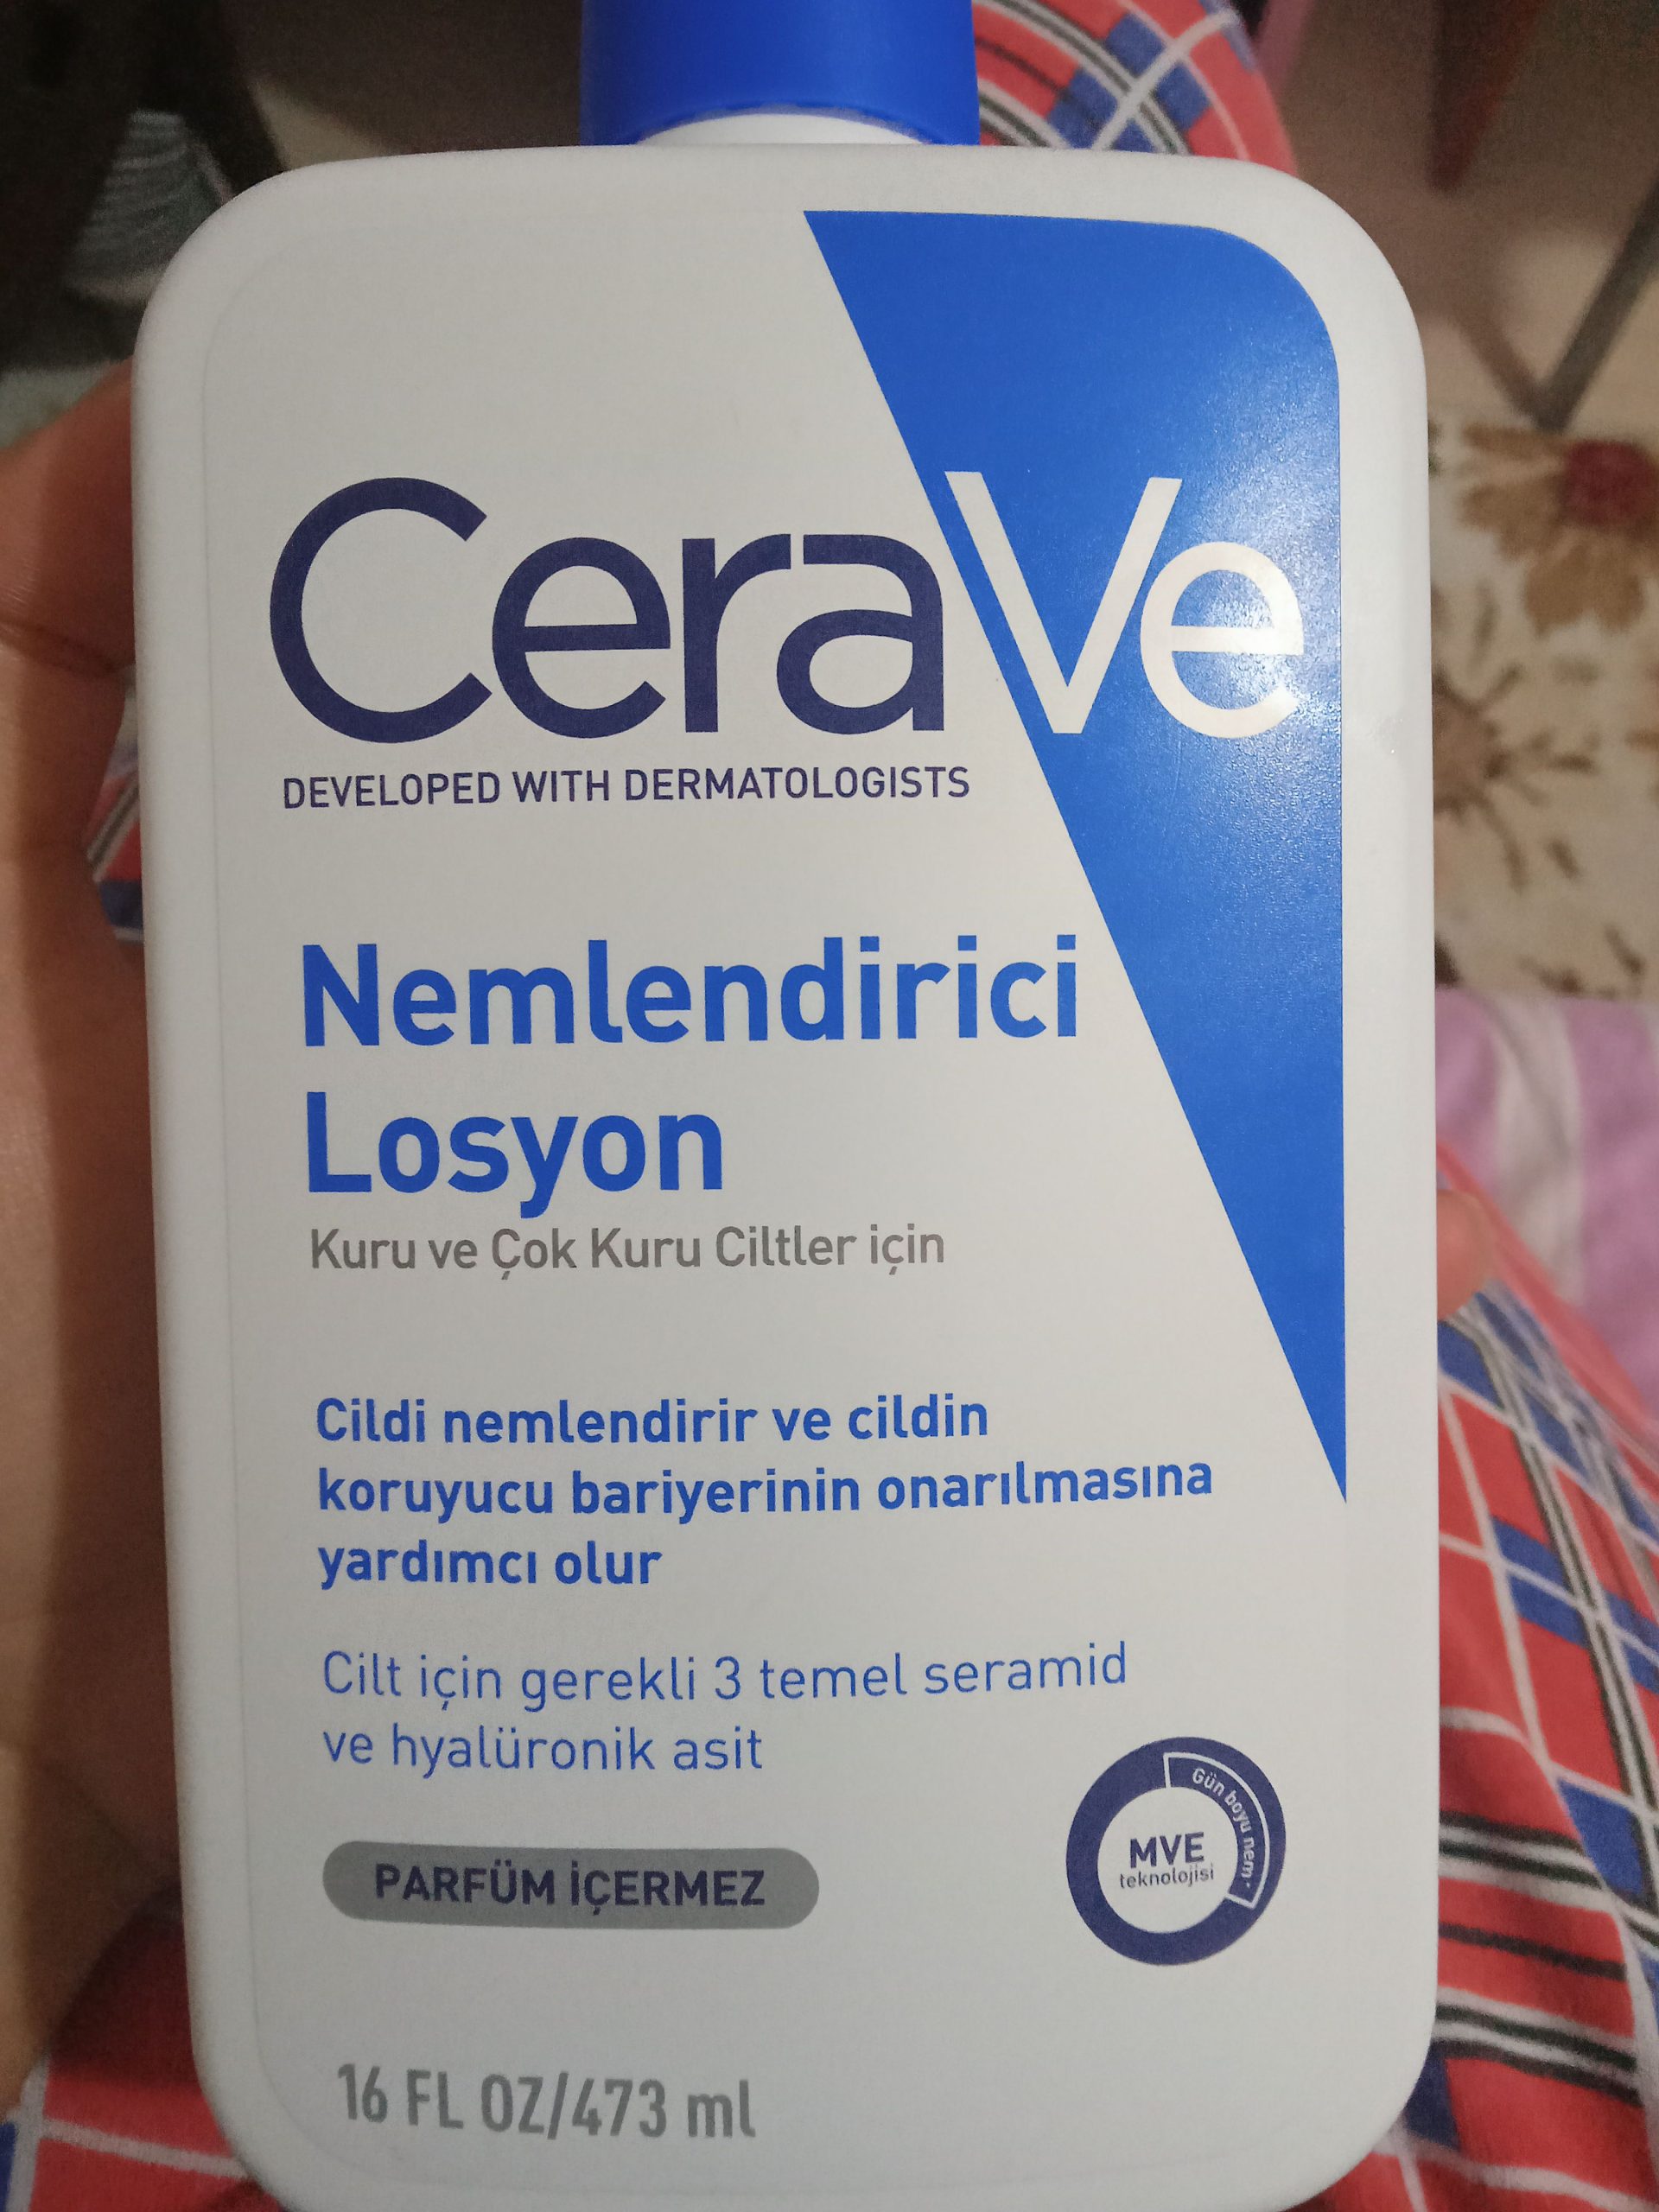 CeraVe
DEVELOPED WITH DERMATOLOGISTS
Nemlendirici
Losyon
Kuru ve Çok Kuru Ciltler için
Cildi nemlendirir ve cildin
koruyucu bariyerinin onarılmasına
yardımcı olur
Cilt için gerekli 3 temel seramid
ve hyalüronik asit
Gün boyu nem*
MVE
teknolojisi
PARFÜM İÇERMEZ
16 FL OZ/473 ml